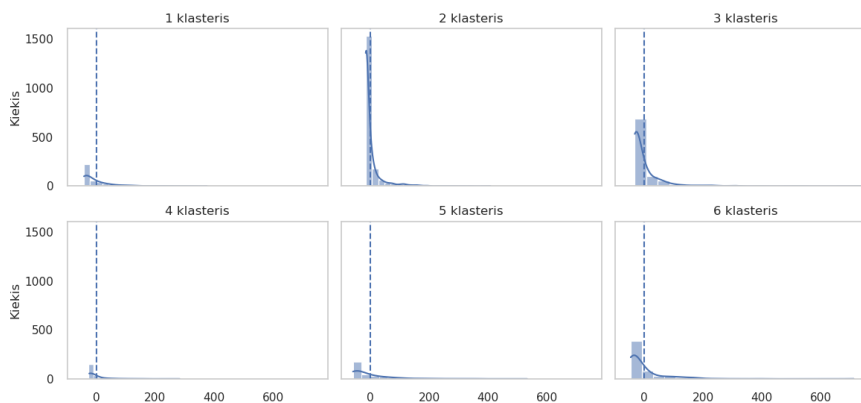 1 klasteris
2 klasteris
3 klasteris
1500
1000
500
0
Kiekis
4 klasteris
5 klasteris
6 klasteris
1500
1000
500
0
Kiekis
0 200 400 600
0 200 400 600
0 200 400 600